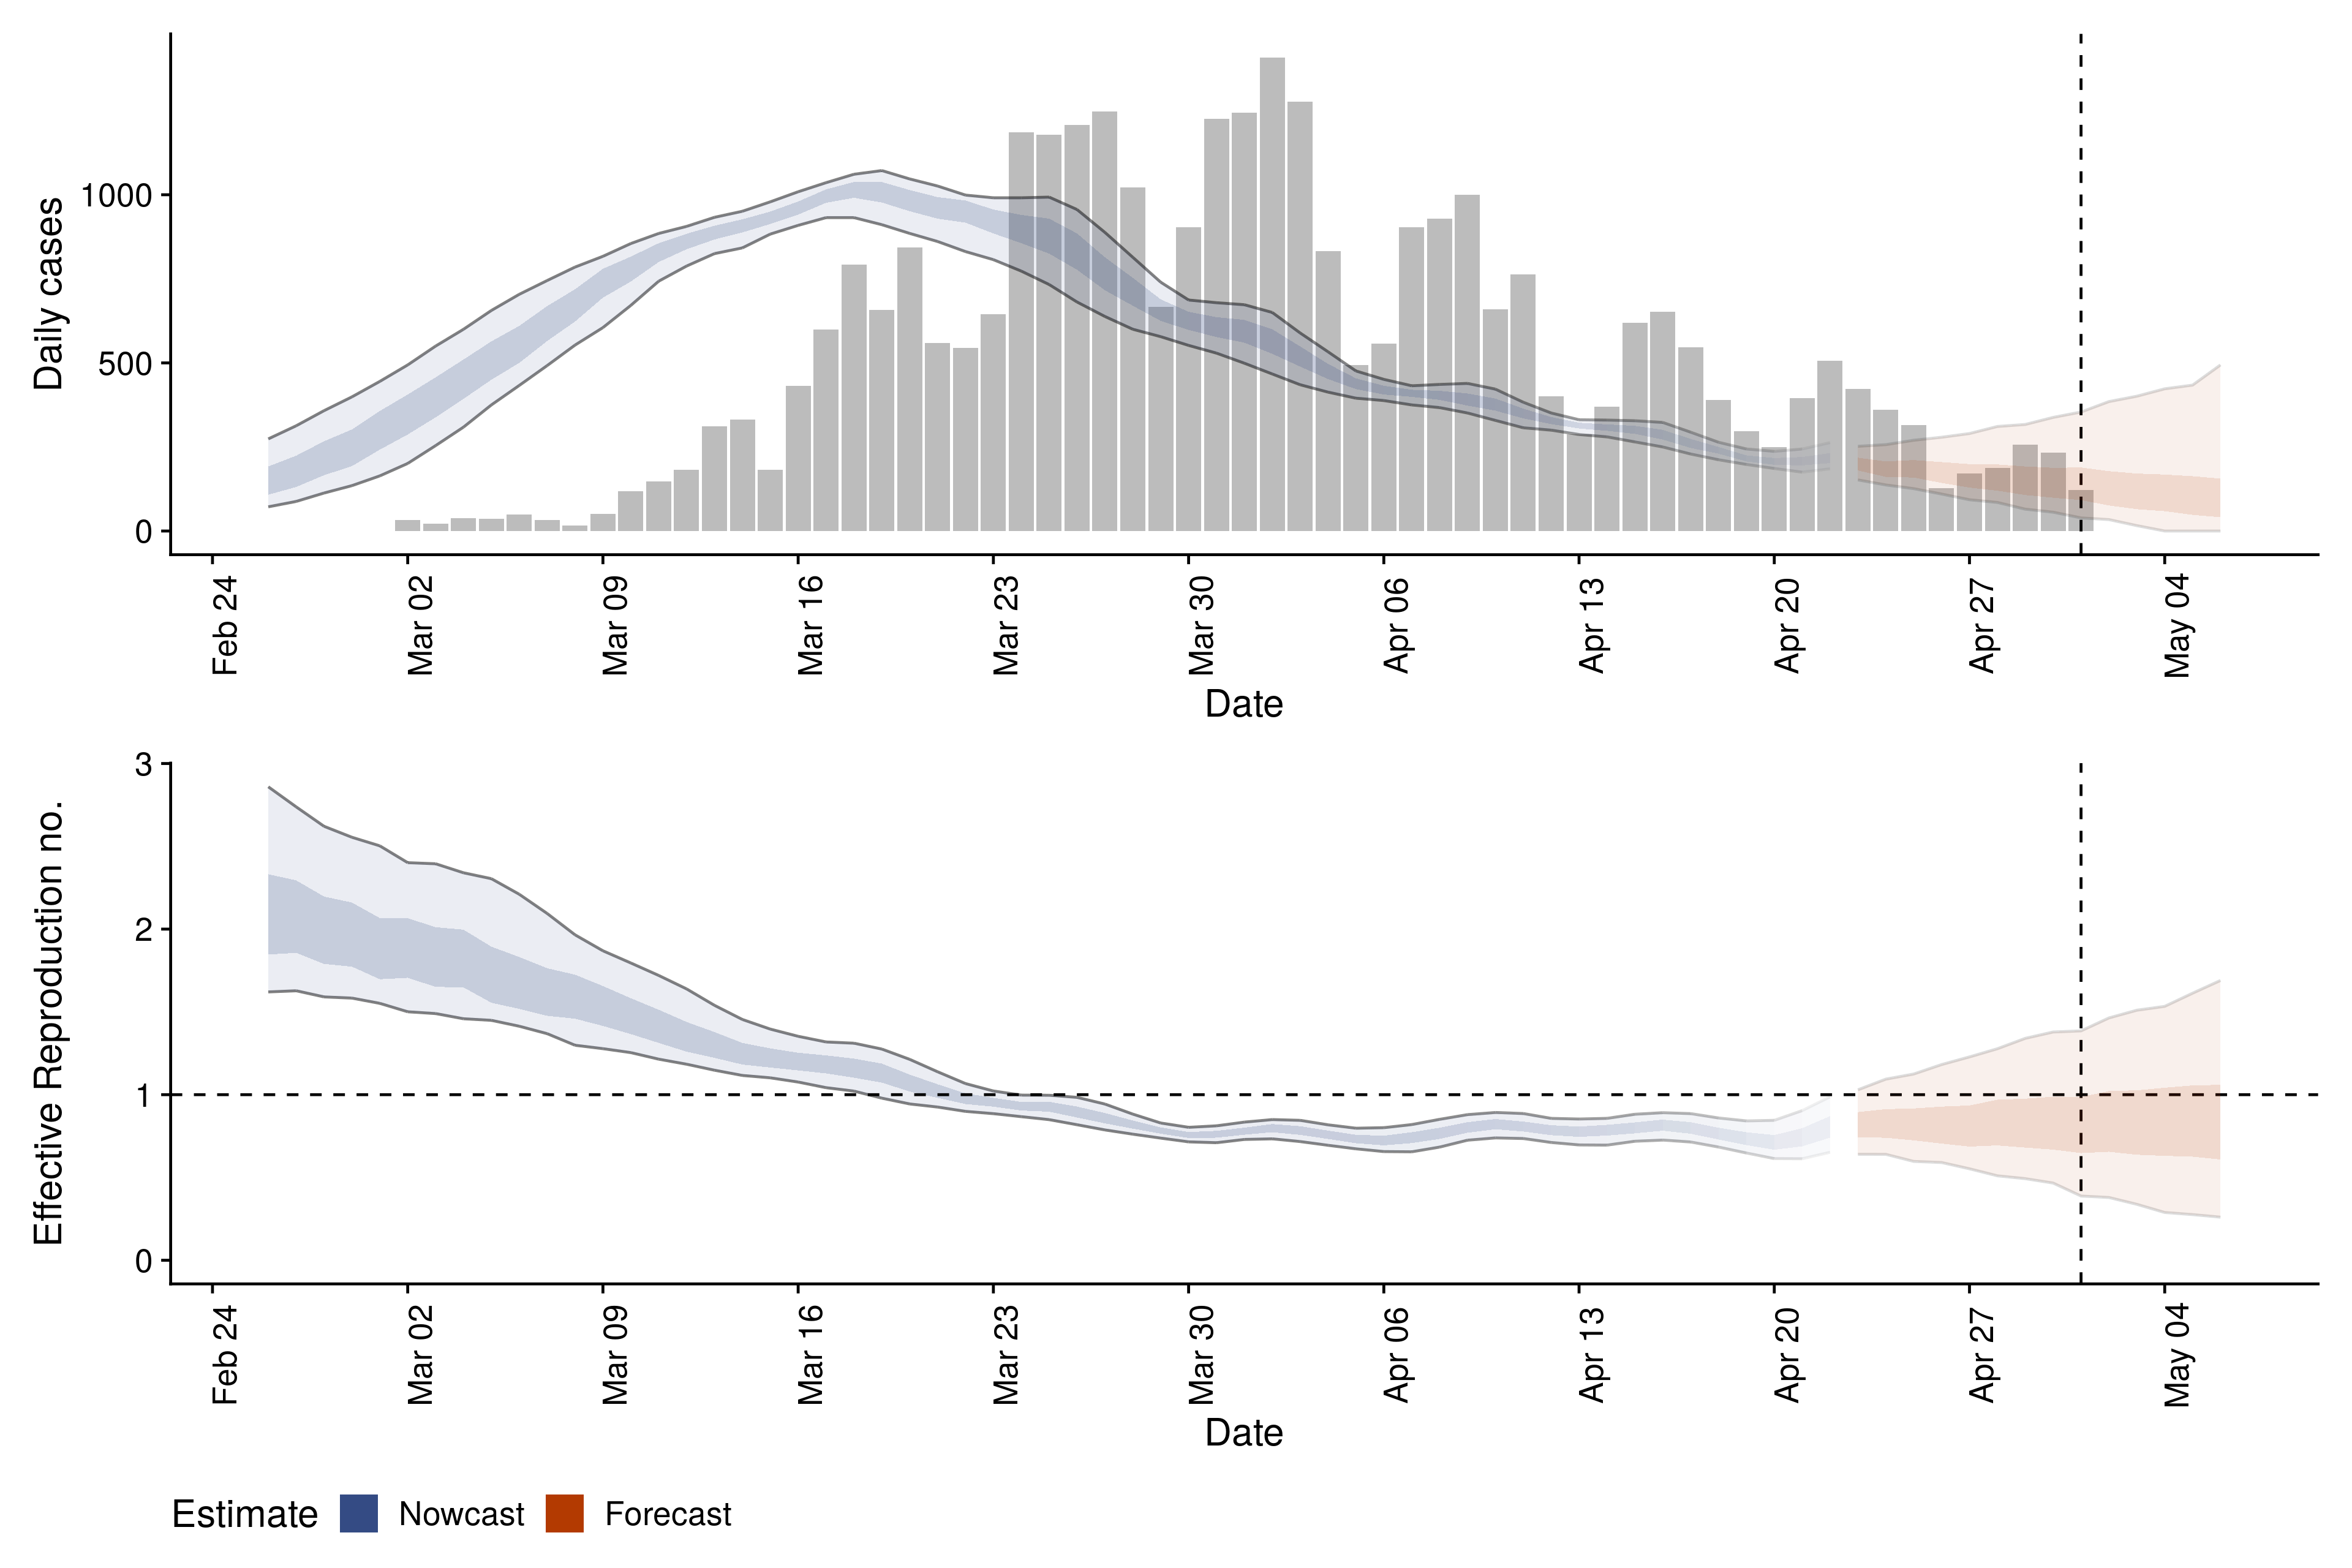 Daily cases
1000
500
0
Feb 24
Mar 02
Mar 09
Mar 16
Mar 23
Mar 30
Apr 06
Apr 13
Apr 20
Apr 27
May 04
Date
Effective Reproduction no.
3
2
1
0
Feb 24
Mar 02
Mar 09
Mar 16
Mar 23
Mar 30
Apr 06
Apr 13
Apr 20
Apr 27
May 04
Date
Estimate Nowcast Forecast